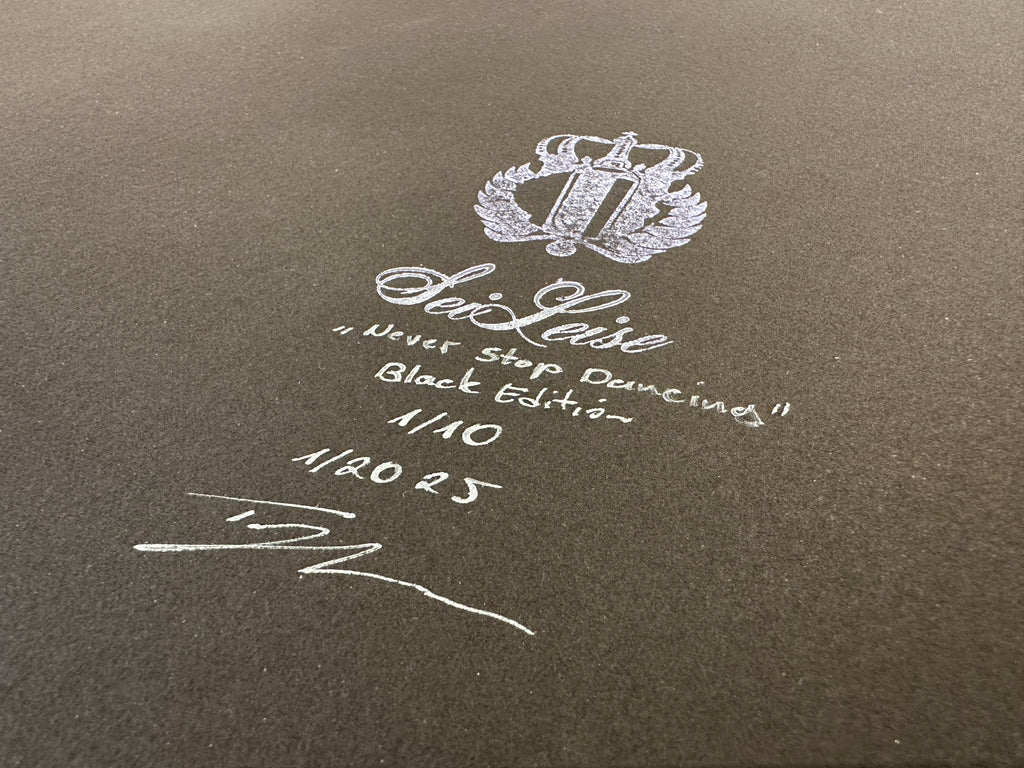 SeiLeise
„Never Stop Dancing"
Black Edition
1/10
1/2025